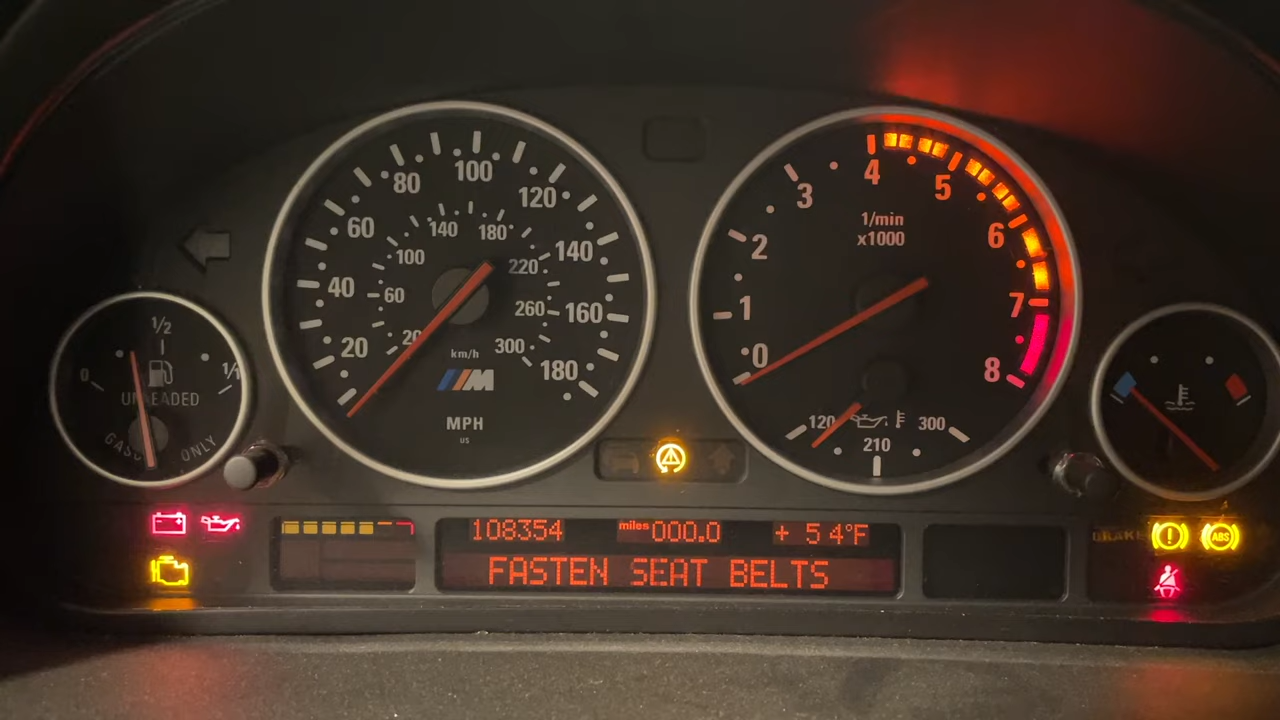 80
100
120
60
140
40
160
20
180
140
180
100
220
60
260
20
300
km/h
M
MPH
US
4
5
3
6
2
7
1
8
0
1/min
x1000
120
300
210
0
1/2
1/1
UNLEADED
ONLY
108354 miles 000.0 + 54°F
FASTEN SEAT BELTS
BRAKE
ABS